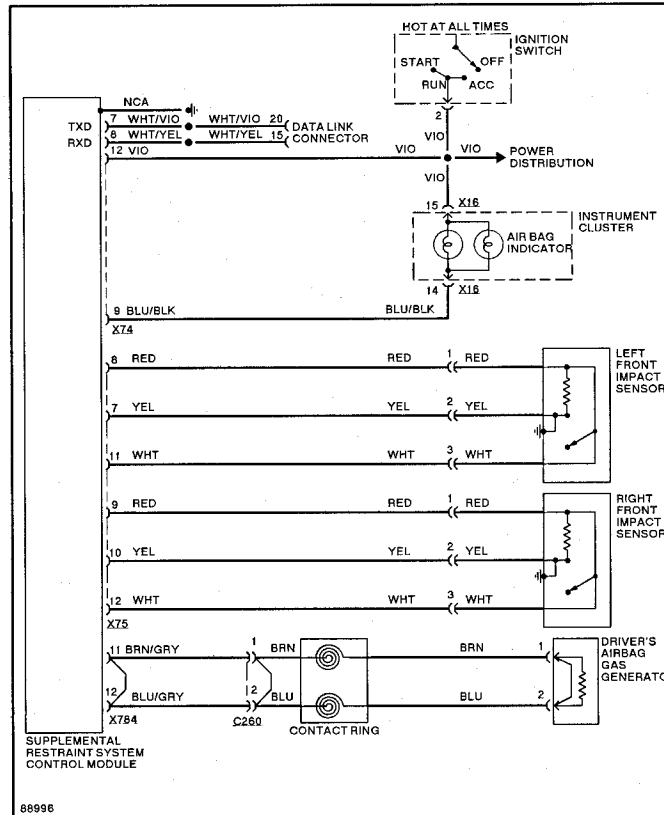 HOT AT ALL TIMES
IGNITION
SWITCH
START
OFF
RUN
ACC
2
VIO
NCA
TXD
7 WHT/VIO WHT/VIO 20
DATA LINK
CONNECTOR
RXD
8 WHT/YEL WHT/YEL 15
12 VIO
VIO
VIO
POWER
DISTRIBUTION
VIO
15 X16
INSTRUMENT
CLUSTER
AIR BAG
INDICATOR
14 X16
9 BLU/BLK
BLU/BLK
X74
8 RED RED 1 RED
LEFT
FRONT
IMPACT
SENSOR
7 YEL YEL 2 YEL
11 WHT WHT 3 WHT
9 RED RED 1 RED
RIGHT
FRONT
IMPACT
SENSOR
10 YEL YEL 2 YEL
12 WHT WHT 3 WHT
X75
11 BRN/GRY 1 BRN BRN 1
DRIVER'S
AIRBAG
GAS
GENERATO
12 BLU/GRY 2 BLU BLU 2
X784
C260
CONTACT RING
SUPPLEMENTAL
RESTRAINT SYSTEM
CONTROL MODULE
88996